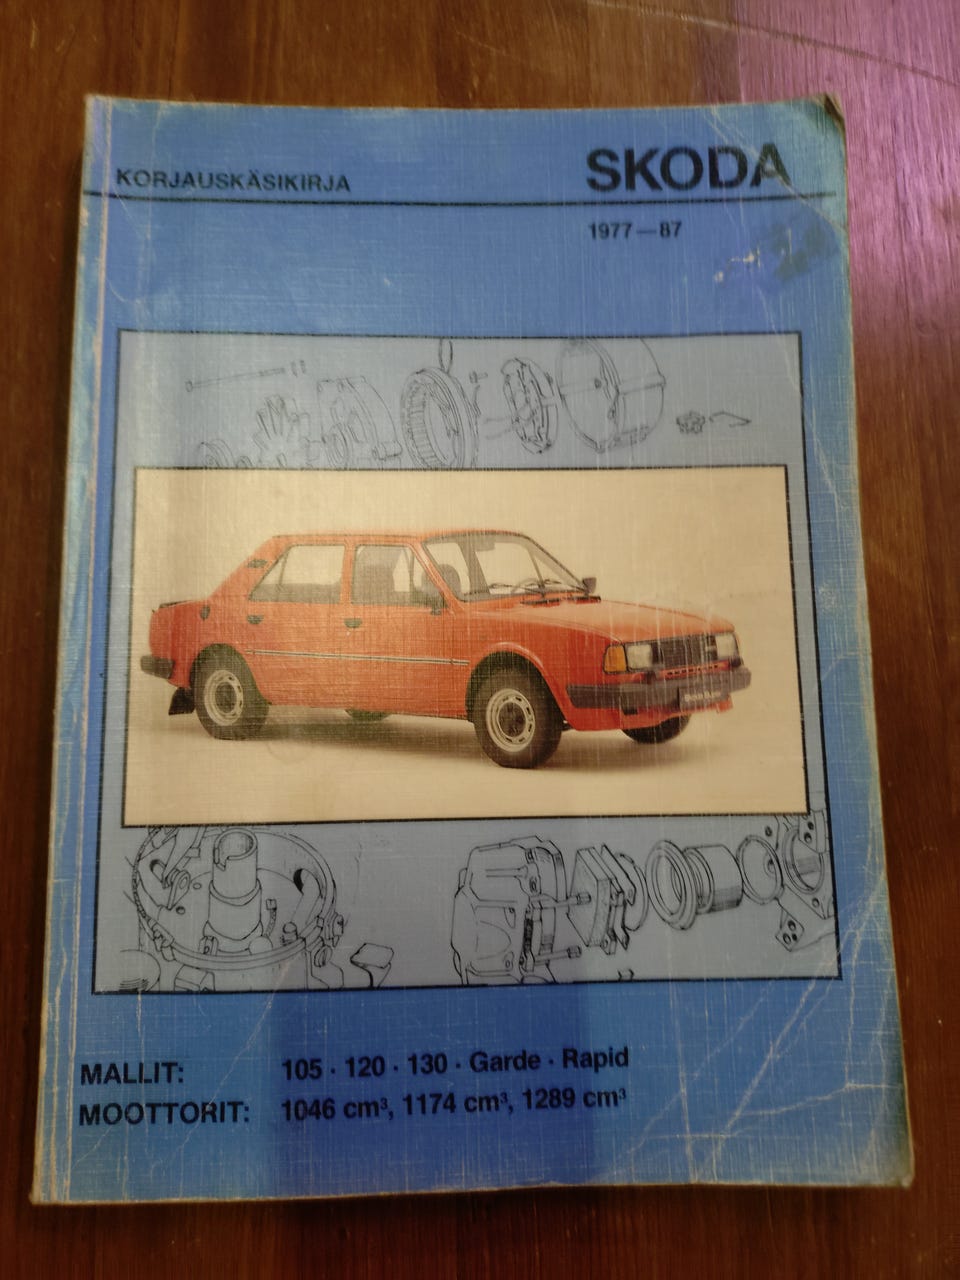 KORJAUSKÄSIKIRJA
SKODA
1977—87
MALLIT: 105 · 120 · 130 · Garde · Rapid
MOOTTORIT: 1046 cm³, 1174 cm³, 1289 cm³